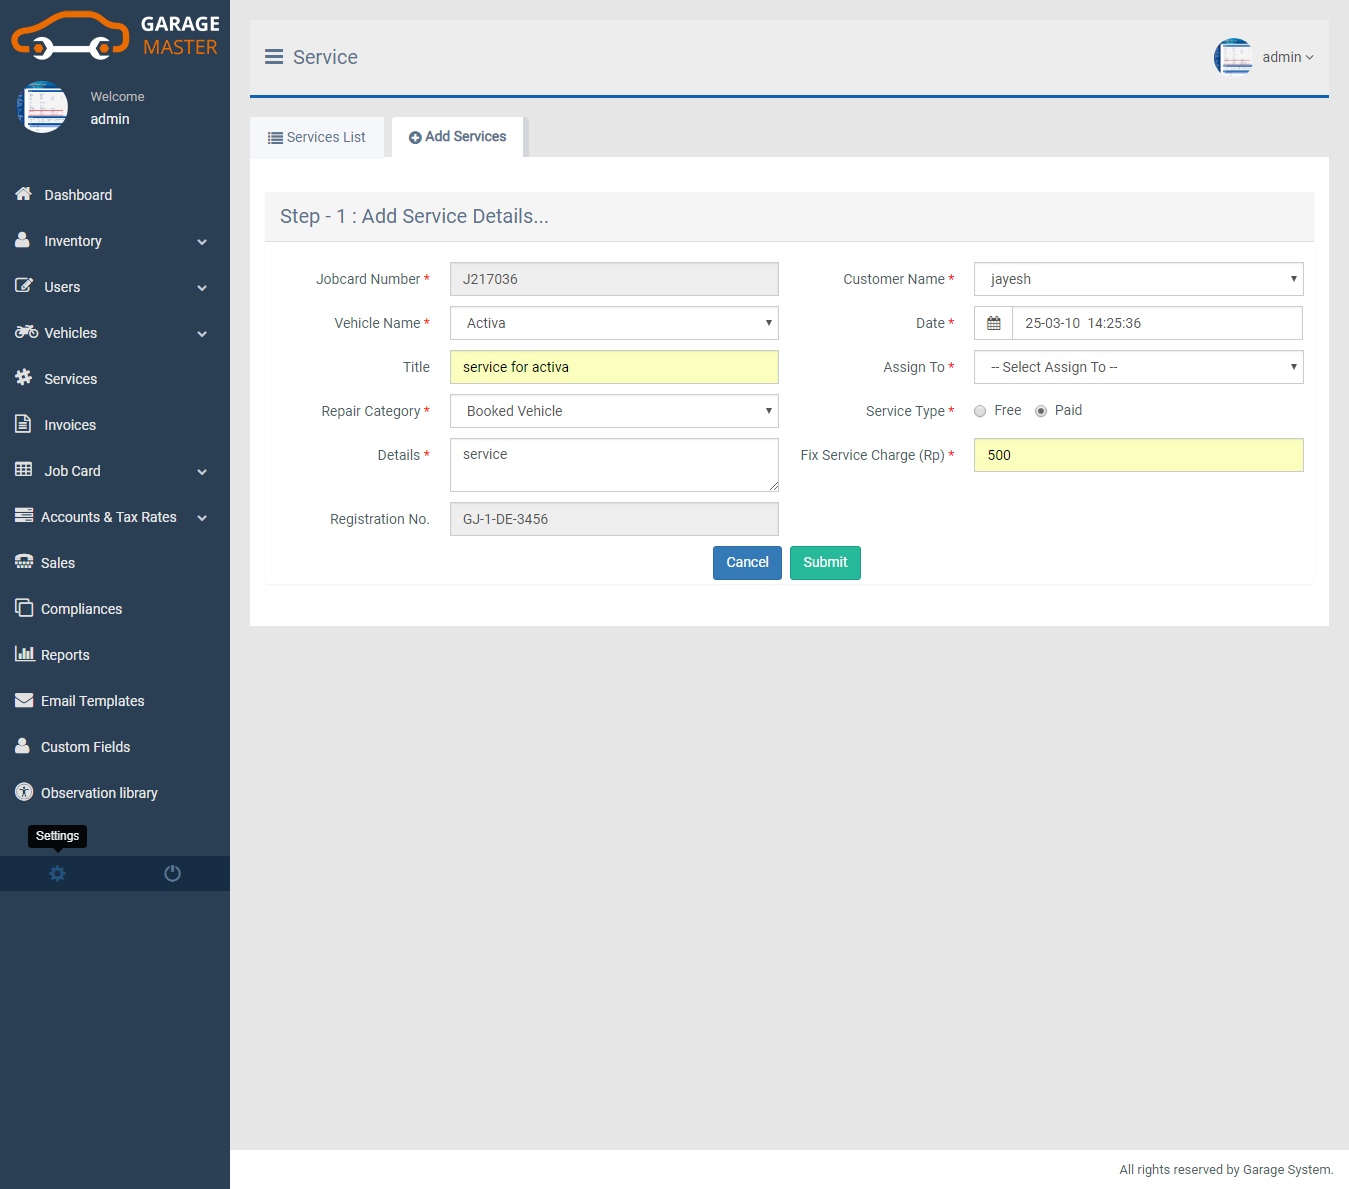 GARAGE
MASTER
Welcome
admin
Dashboard
Inventory
Users
Vehicles
Services
Invoices
Job Card
Accounts & Tax Rates
Sales
Compliances
Reports
Email Templates
Custom Fields
Observation library
Settings
Service
admin
Services List
Add Services
Step - 1 : Add Service Details...
Jobcard Number * J217036
Customer Name * jayesh
Vehicle Name * Activa
Date * 25-03-10 14:25:36
Title service for activa
Assign To * -- Select Assign To --
Repair Category * Booked Vehicle
Service Type * Free Paid
Details * service
Fix Service Charge (Rp) * 500
Registration No. GJ-1-DE-3456
Cancel Submit
All rights reserved by Garage System.